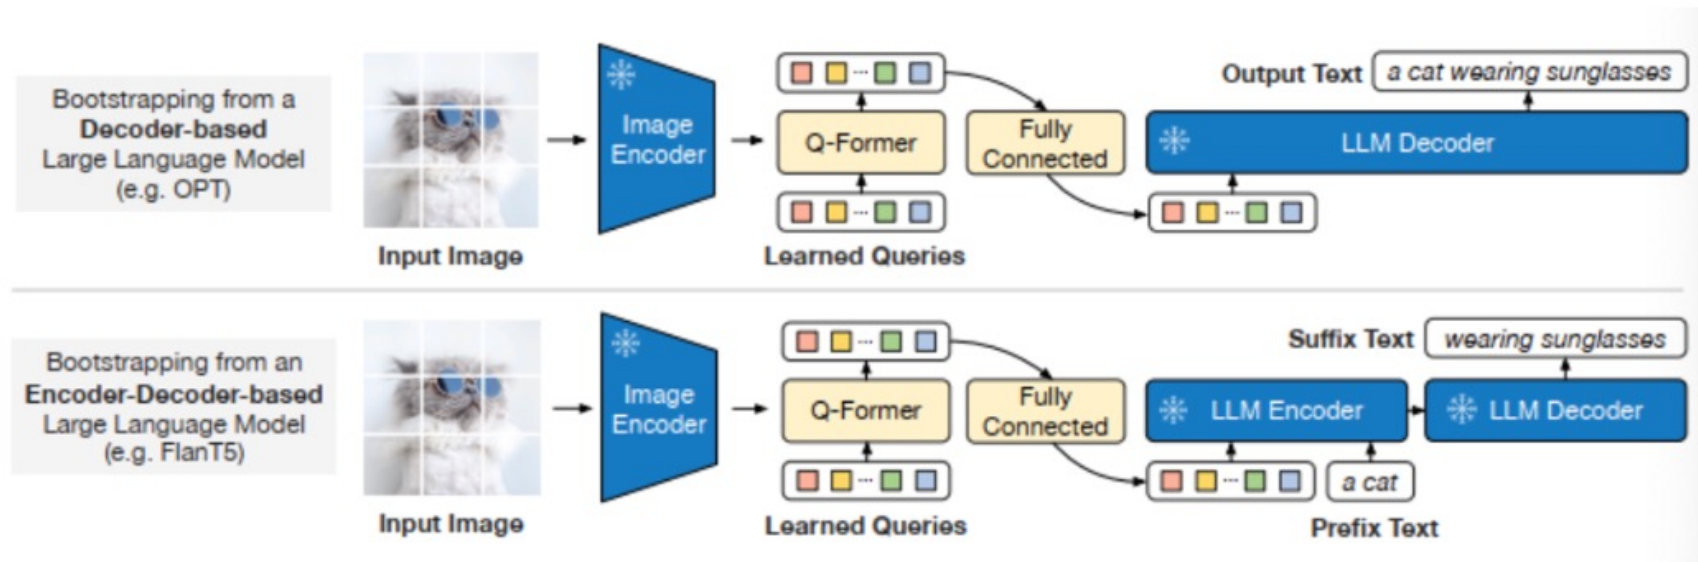 Bootstrapping from a
Decoder-based
Large Language Model
(e.g. OPT)
Input Image
Image
Encoder
Q-Former
Learned Queries
Fully
Connected
Output Text
a cat wearing sunglasses
LLM Decoder
Bootstrapping from an
Encoder-Decoder-based
Large Language Model
(e.g. FlanT5)
Input Image
Image
Encoder
Q-Former
Learned Queries
Fully
Connected
Suffix Text
wearing sunglasses
LLM Encoder
LLM Decoder
a cat
Prefix Text